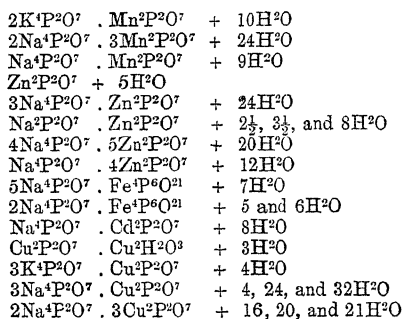 2K⁴P²O⁷ . Mn²P²O⁷ + 10H²O
2Na⁴P²O⁷ . 3Mn²P²O⁷ + 24H²O
Na⁴P²O⁷ . Mn²P²O⁷ + 9H²O
Zn²P²O⁷ + 5H²O
3Na⁴P²O⁷ . Zn²P²O⁷ + 24H²O
Na²P²O⁷ . Zn²P²O⁷ + 2½, 3½, and 8H²O
4Na⁴P²O⁷ . 5Zn²P²O⁷ + 20H²O
Na⁴P²O⁷ . 4Zn²P²O⁷ + 12H²O
5Na⁴P²O⁷ . Fe⁴P⁶O²¹ + 7H²O
2Na⁴P²O⁷ . Fe⁴P⁶O²¹ + 5 and 6H²O
Na⁴P²O⁷ . Cd²P²O⁷ + 8H²O
Cu²P²O⁷ . Cu²H²O³ + 3H²O
3K⁴P²O⁷ . Cu²P²O⁷ + 4H²O
3Na⁴P²O⁷ . Cu²P²O⁷ + 4, 24, and 32H²O
2Na⁴P²O⁷ . 3Cu²P²O⁷ + 16, 20, and 21H²O